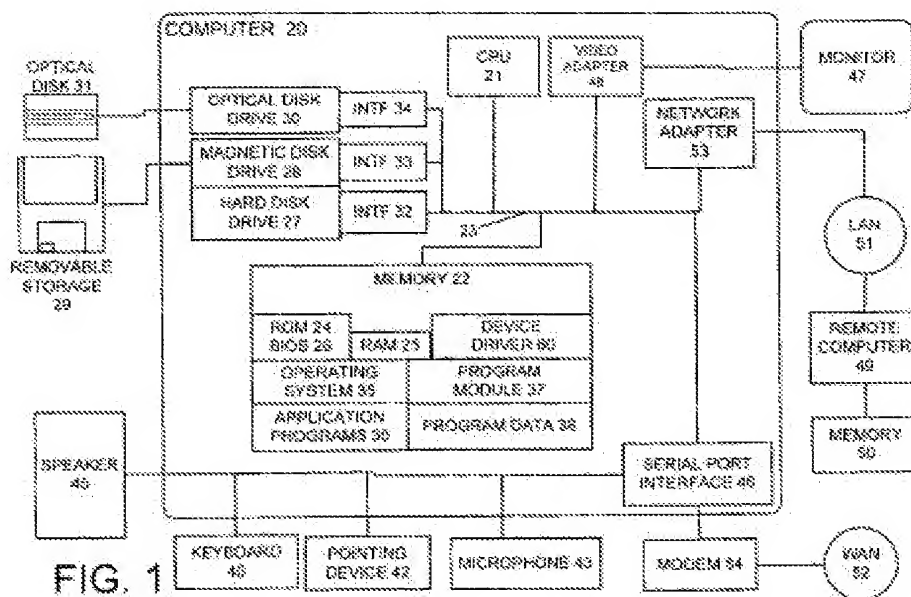 COMPUTER 20
OPTICAL
DISK 31
REMOVABLE
STORAGE
29
OPTICAL DISK
DRIVE 30
INTF 34
MAGNETIC DISK
DRIVE 28
INTF 33
HARD DISK
DRIVE 27
INTF 32
CPU
21
VIDEO
ADAPTER
48
MONITOR
47
NETWORK
ADAPTER
53
23
LAN
51
REMOTE
COMPUTER
49
MEMORY
50
MEMORY 22
ROM 24
BIOS 26
RAM 25
DEVICE
DRIVER 60
OPERATING
SYSTEM 35
PROGRAM
MODULE 37
APPLICATION
PROGRAMS
PROGRAM DATA 38
SERIAL PORT
INTERFACE 46
SPEAKER
45
KEYBOARD
40
POINTING
DEVICE 42
MICROPHONE 43
MODEM 54
WAN
52
FIG. 1